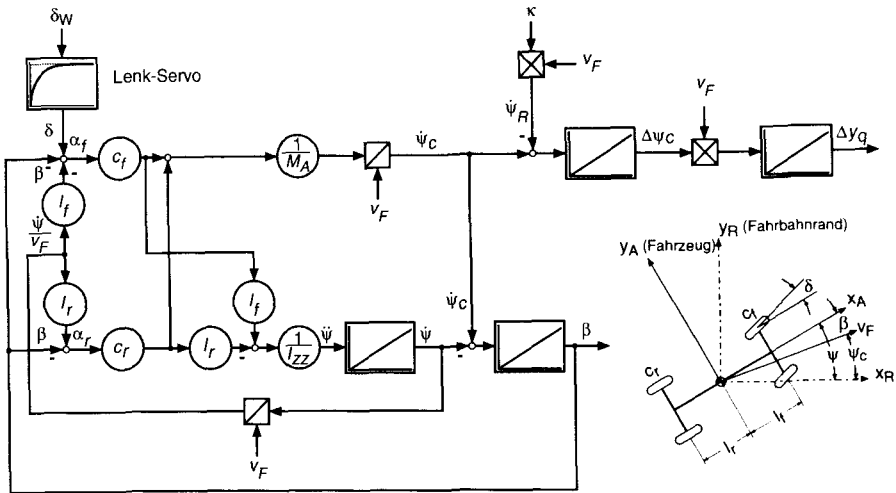 δW
κ
Lenk-Servo
vF
vF
δ
αf
ψ̇R
cf
1/MA
ψ̇C
ΔψC
Δyq
β
lf
vF
ψ̇/vF
yR (Fahrbahnrand)
yA (Fahrzeug)
lr
lf
ψ̇C
δ
xA
cf
β
vF
β
αr
cr
lr
1/IZZ
ψ̈
ψ̇
β
ψ
ψC
xR
cr
vF
lr
lf